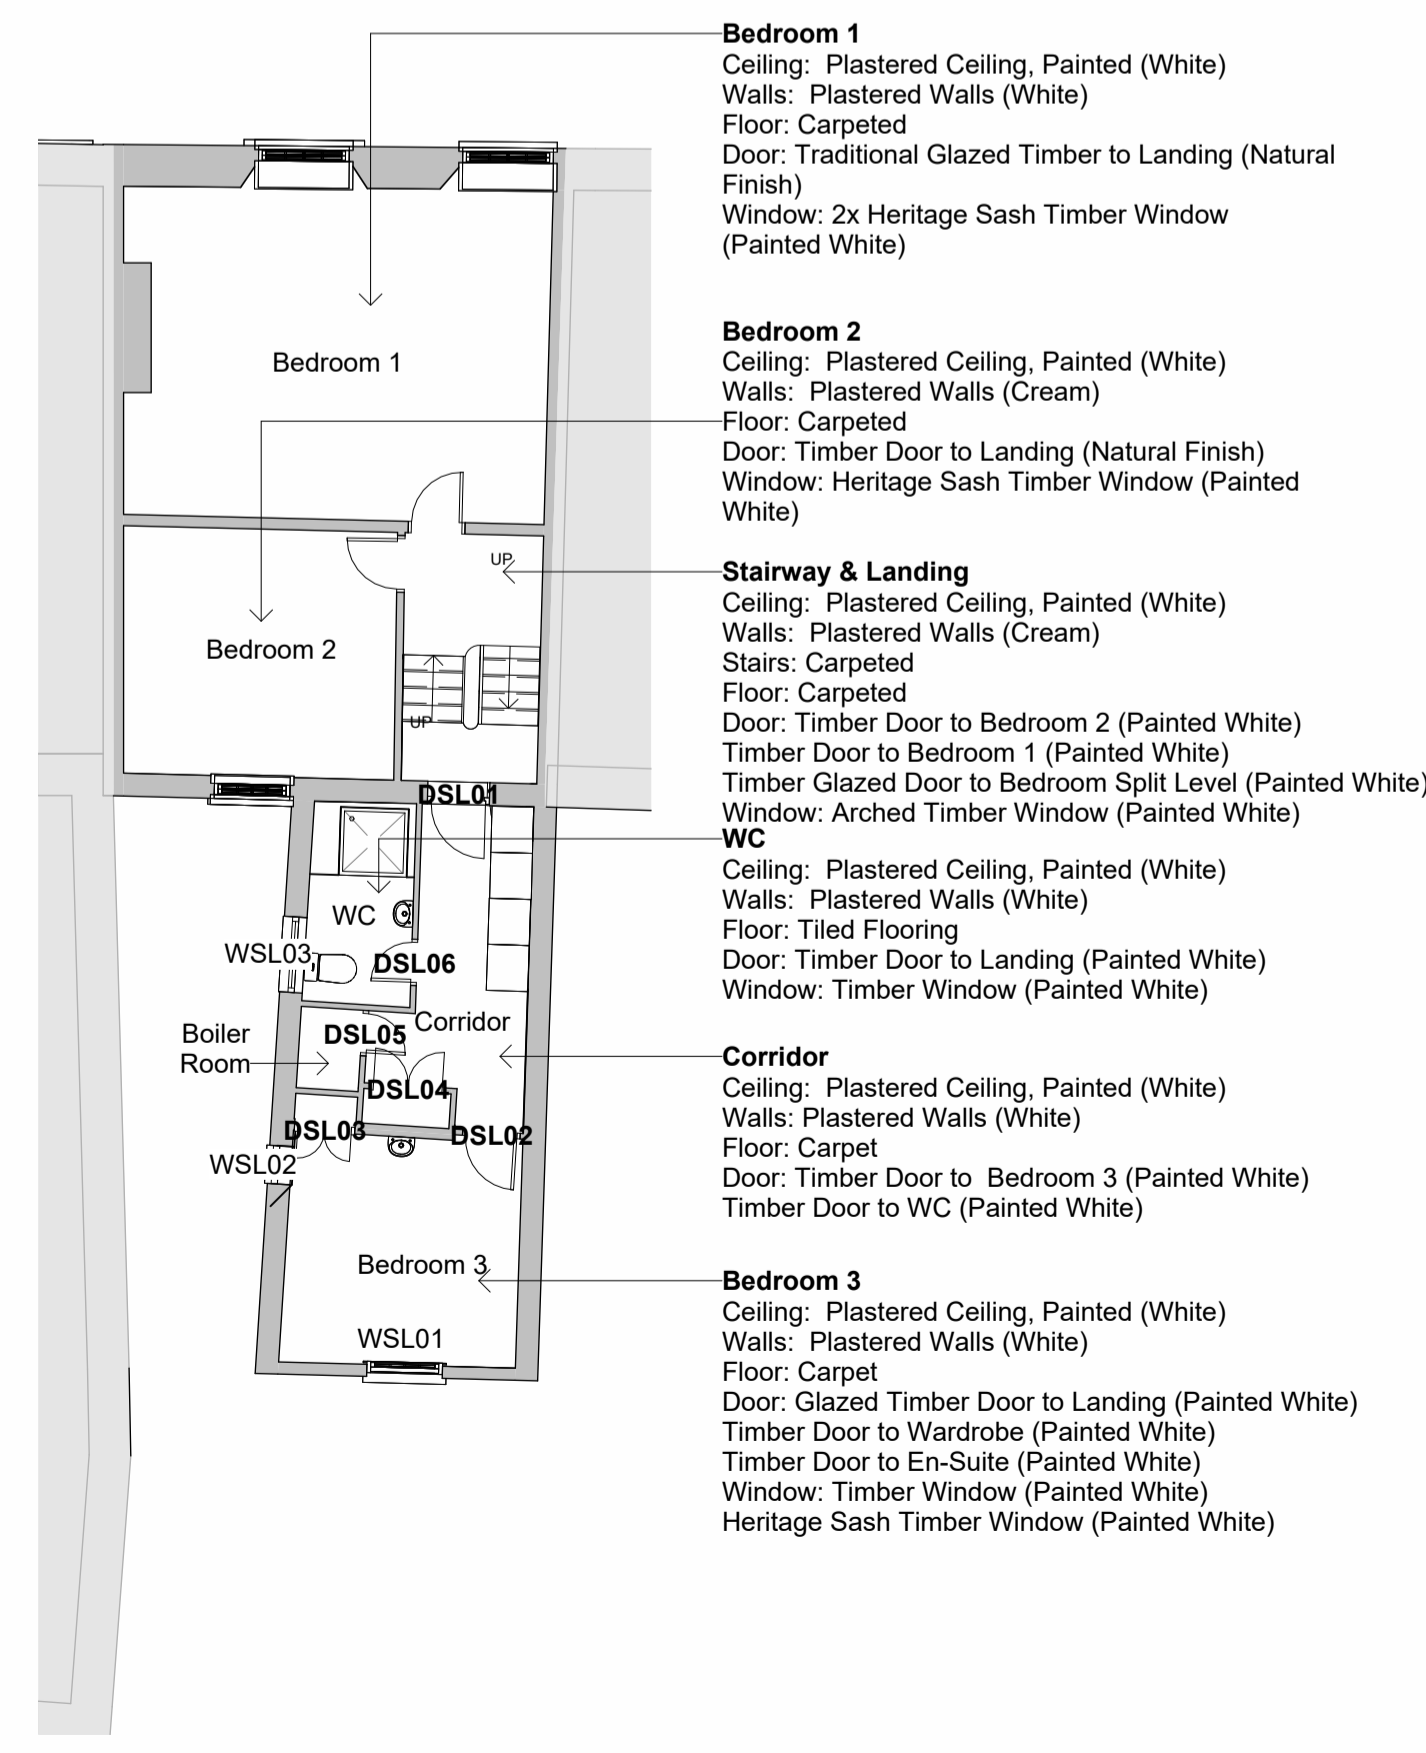 Bedroom 1
Ceiling:  Plastered Ceiling, Painted (White)
Walls:  Plastered Walls (White)
Floor: Carpeted
Door: Traditional Glazed Timber to Landing (Natural
Finish)
Window: 2x Heritage Sash Timber Window
(Painted White)
Bedroom 2
Ceiling:  Plastered Ceiling, Painted (White)
Walls:  Plastered Walls (Cream)
Floor: Carpeted
Door: Timber Door to Landing (Natural Finish)
Window: Heritage Sash Timber Window (Painted
White)
Stairway & Landing
Ceiling:  Plastered Ceiling, Painted (White)
Walls:  Plastered Walls (Cream)
Stairs: Carpeted
Floor: Carpeted
Door: Timber Door to Bedroom 2 (Painted White)
Timber Door to Bedroom 1 (Painted White)
Timber Glazed Door to Bedroom Split Level (Painted White)
Window: Arched Timber Window (Painted White)
WC
Ceiling:  Plastered Ceiling, Painted (White)
Walls:  Plastered Walls (White)
Floor: Tiled Flooring
Door: Timber Door to Landing (Painted White)
Window: Timber Window (Painted White)
Corridor
Ceiling:  Plastered Ceiling, Painted (White)
Walls: Plastered Walls (White)
Floor: Carpet
Door: Timber Door to  Bedroom 3 (Painted White)
Timber Door to WC (Painted White)
Bedroom 3
Ceiling:  Plastered Ceiling, Painted (White)
Walls:  Plastered Walls (White)
Floor: Carpet
Door: Glazed Timber Door to Landing (Painted White)
Timber Door to Wardrobe (Painted White)
Timber Door to En-Suite (Painted White)
Window: Timber Window (Painted White)
Heritage Sash Timber Window (Painted White)
Bedroom 1
UP
Bedroom 2
UP
DSL01
WC
WSL03
DSL06
Corridor
Boiler
Room
DSL05
DSL04
DSL03
DSL02
WSL02
Bedroom 3
WSL01